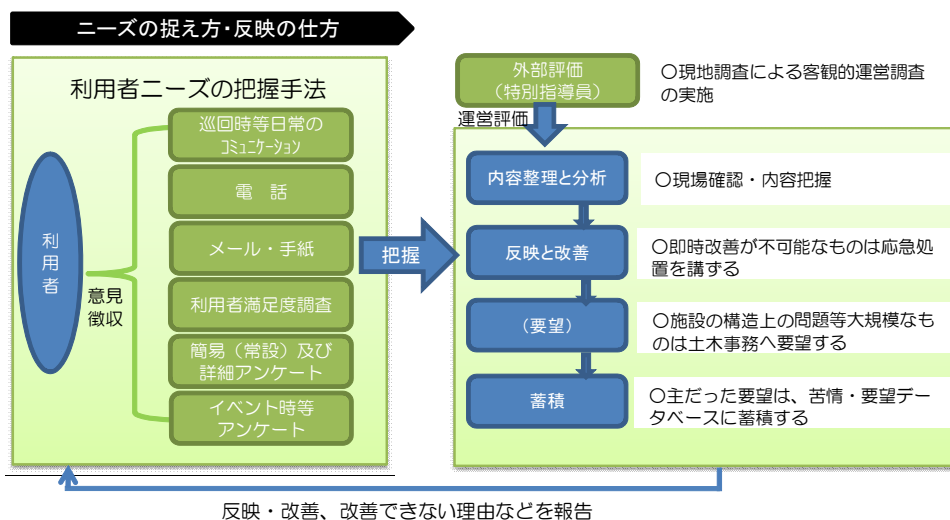 ニーズの捉え方・反映の仕方
利用者ニーズの把握手法
利用者
意見
徴収
巡回時等日常の
ｺﾐｭﾆｹｰｼｮﾝ
電　話
メール・手紙
利用者満足度調査
簡易（常設）及び
詳細アンケート
イベント時等
アンケート
把握
外部評価
（特別指導員）
〇現地調査による客観的運営調査
の実施
運営評価
内容整理と分析
〇現場確認・内容把握
反映と改善
〇即時改善が不可能なものは応急処
置を講ずる
（要望）
〇施設の構造上の問題等大規模なも
のは土木事務へ要望する
蓄積
〇主だった要望は、苦情・要望デー
タベースに蓄積する
反映・改善、改善できない理由などを報告